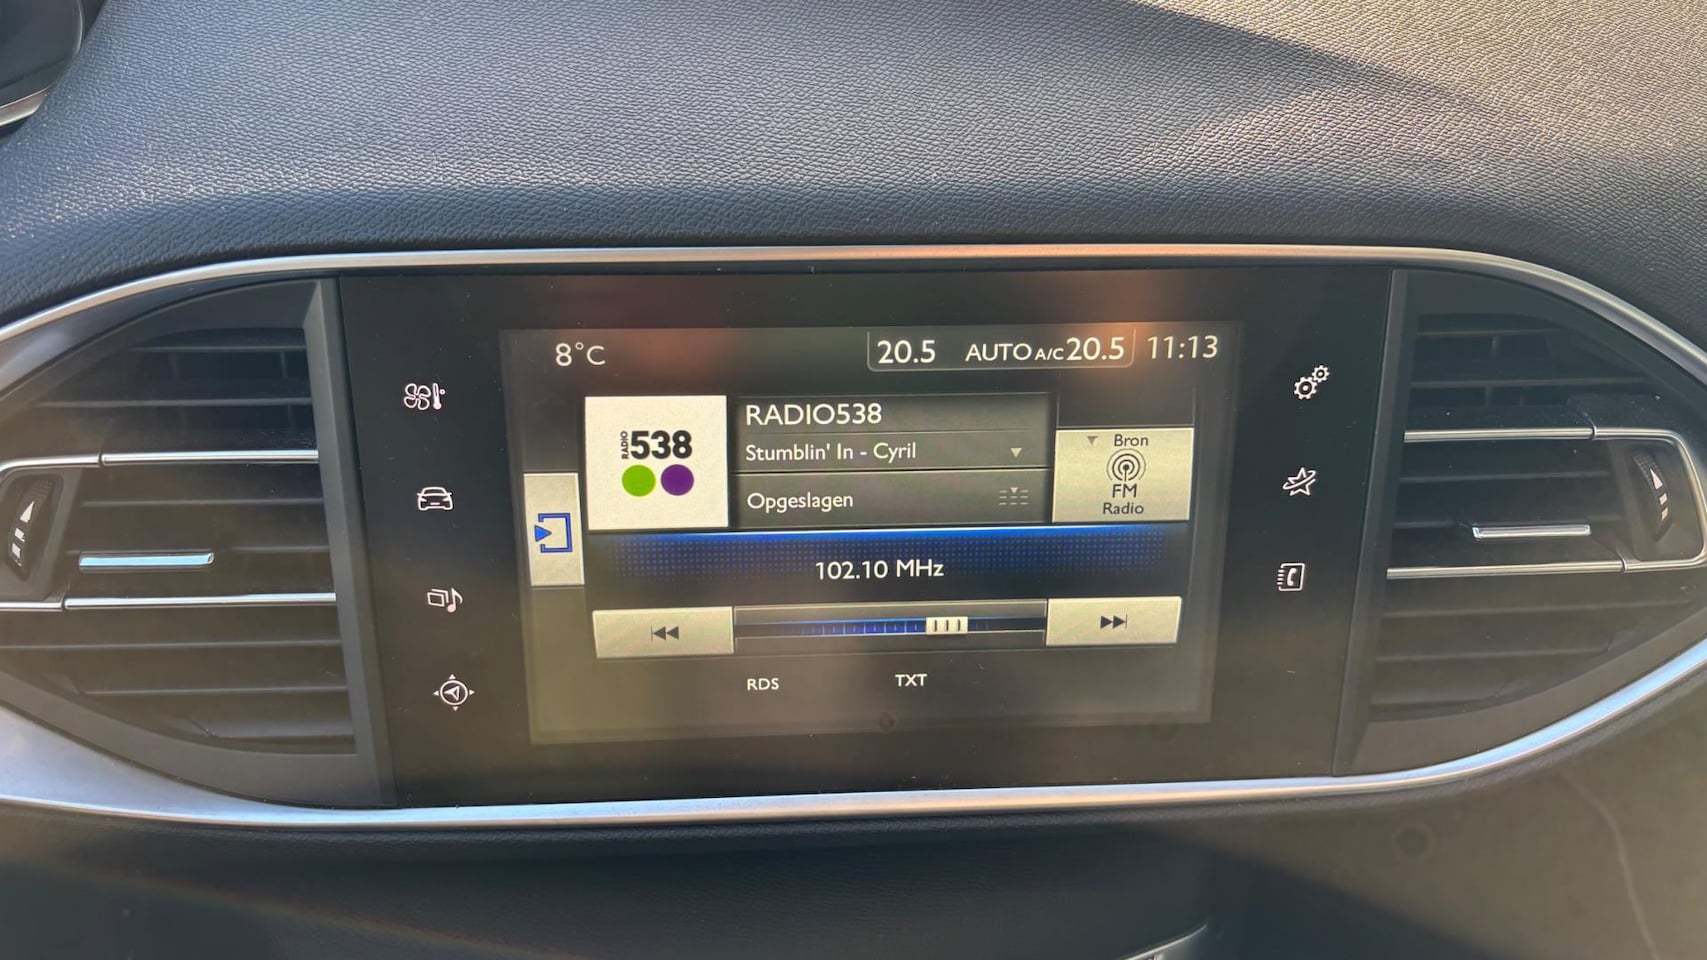 8°C
20.5 AUTO A/C 20.5 11:13
RADIO 538
RADIO538
Stumblin' In - Cyril
Opgeslagen
Bron
FM
Radio
102.10 MHz
RDS TXT